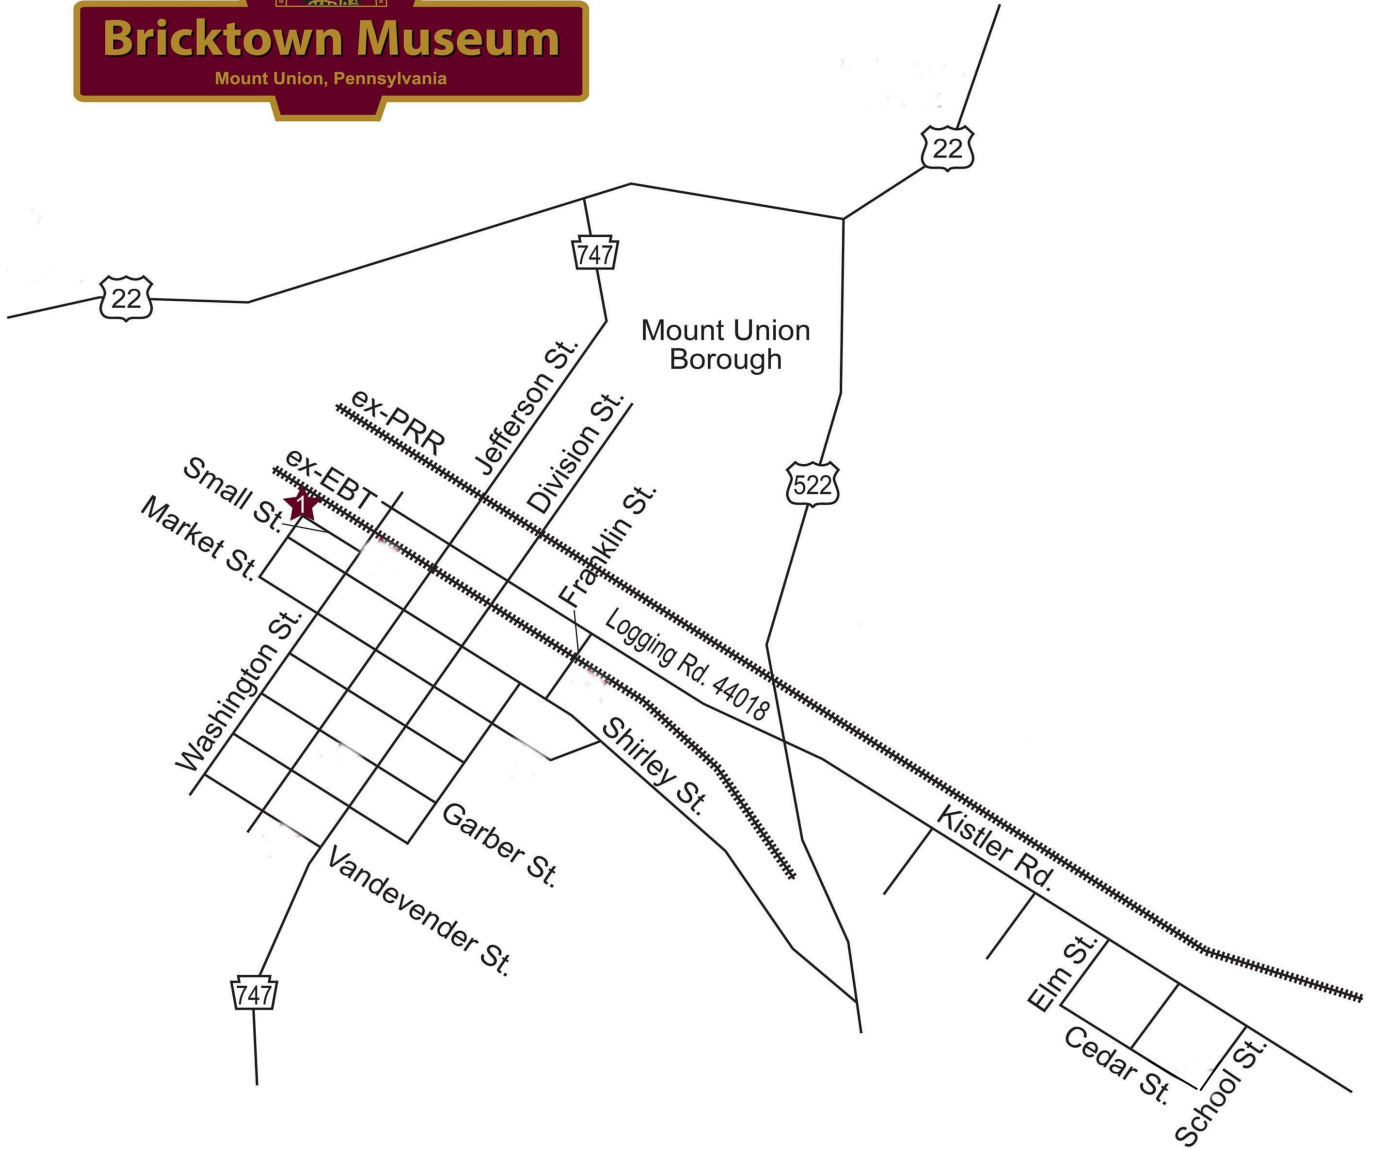 Bricktown Museum
Mount Union, Pennsylvania
22
22
747
Mount Union
Borough
Jefferson St.
ex-PRR
Division St.
ex-EBT
Small St.
1
Market St.
522
Franklin St.
Logging Rd. 44018
Washington St.
Shirley St.
Garber St.
Kistler Rd.
Vandevender St.
747
Elm St.
Cedar St.
School St.